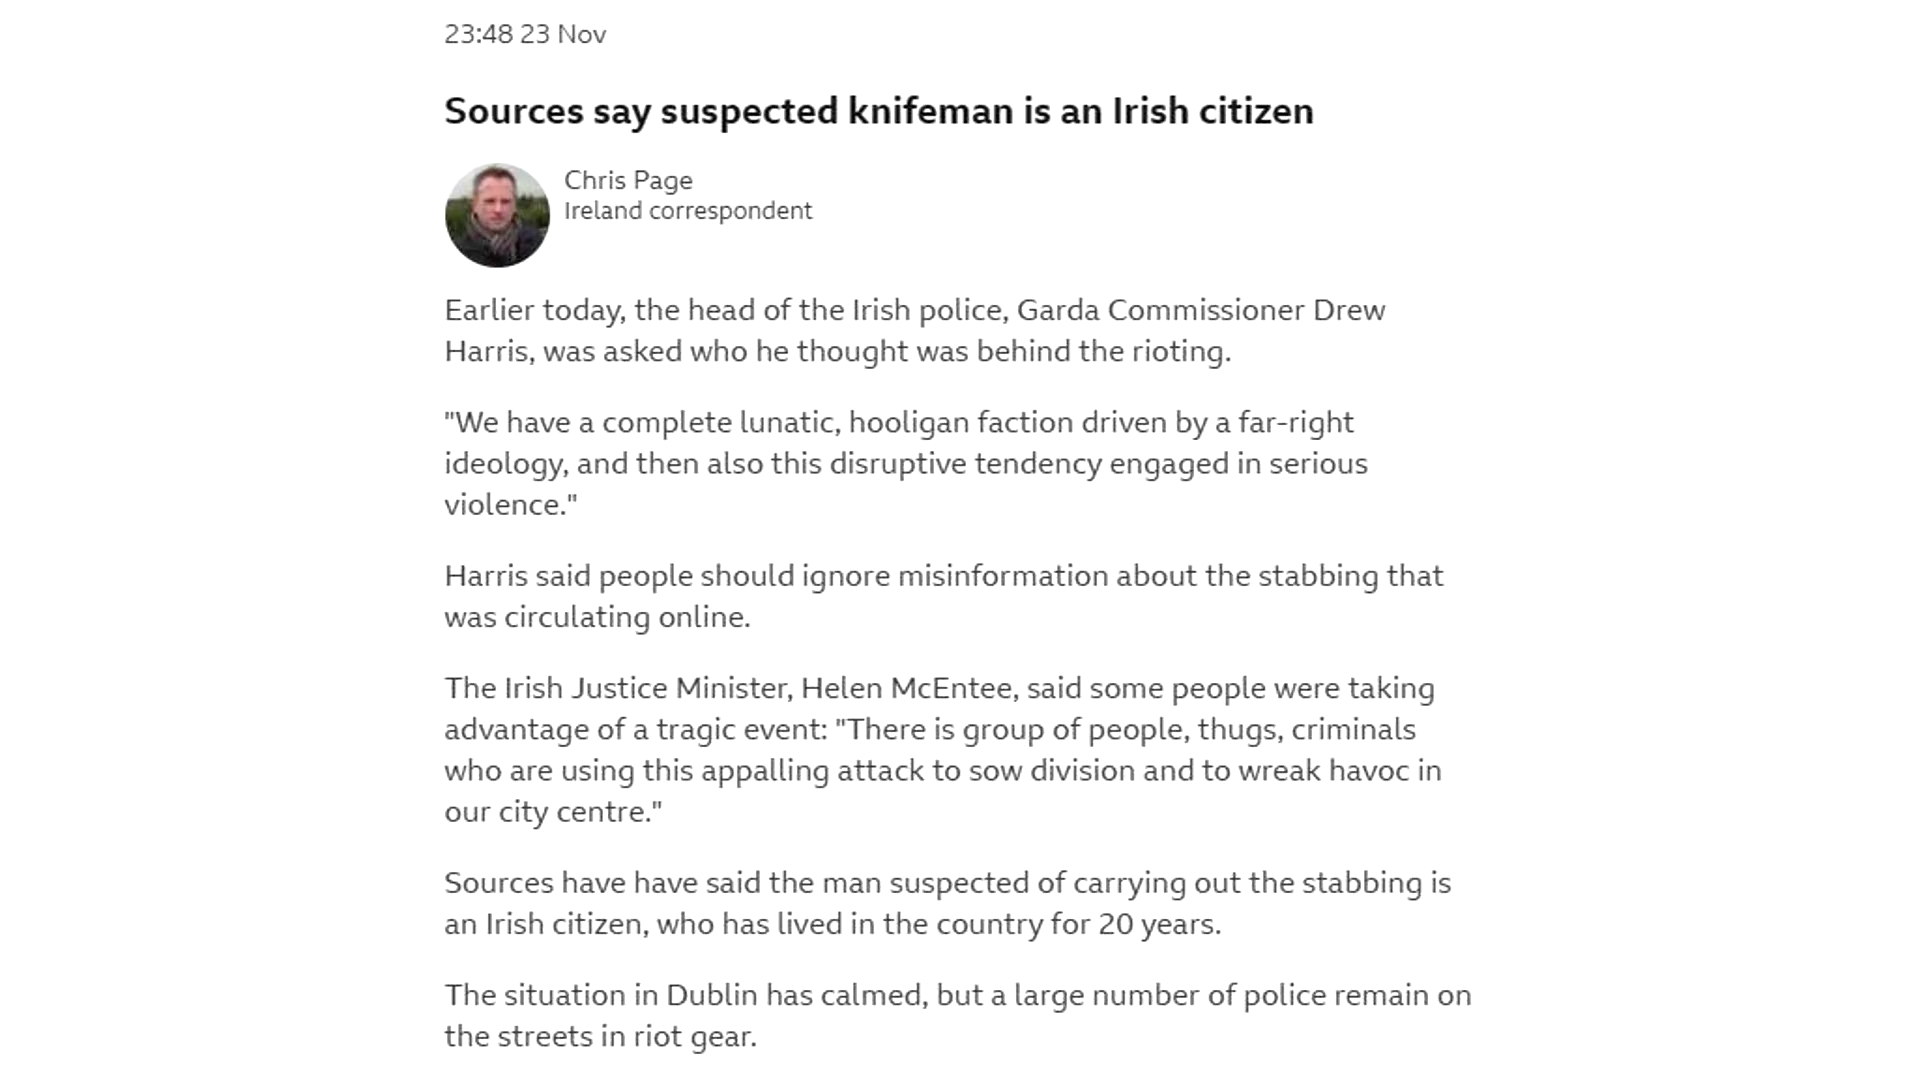 23:48 23 Nov
Sources say suspected knifeman is an Irish citizen
Chris Page
Ireland correspondent
Earlier today, the head of the Irish police, Garda Commissioner Drew
Harris, was asked who he thought was behind the rioting.
"We have a complete lunatic, hooligan faction driven by a far-right
ideology, and then also this disruptive tendency engaged in serious
violence."
Harris said people should ignore misinformation about the stabbing that
was circulating online.
The Irish Justice Minister, Helen McEntee, said some people were taking
advantage of a tragic event: "There is group of people, thugs, criminals
who are using this appalling attack to sow division and to wreak havoc in
our city centre."
Sources have have said the man suspected of carrying out the stabbing is
an Irish citizen, who has lived in the country for 20 years.
The situation in Dublin has calmed, but a large number of police remain on
the streets in riot gear.